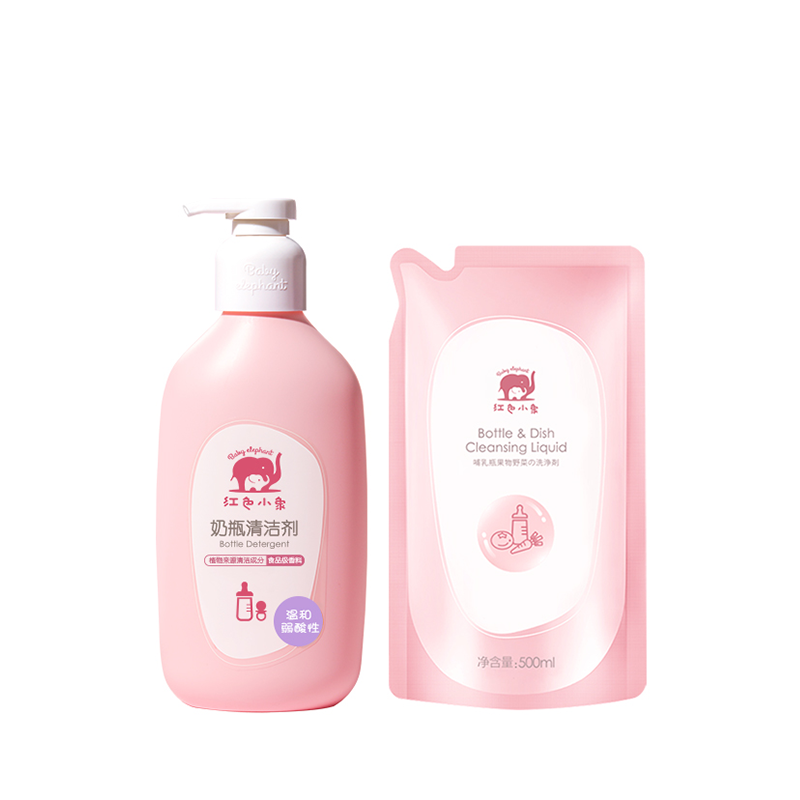 Baby
elephant
Baby elephant
红色小象
奶瓶清洁剂
Bottle Detergent
植物来源清洁成分 食品级香料
温和
弱酸性
Baby elephant
红色小象
Bottle & Dish
Cleansing Liquid
哺乳瓶果物野菜の洗浄剤
净含量:500ml